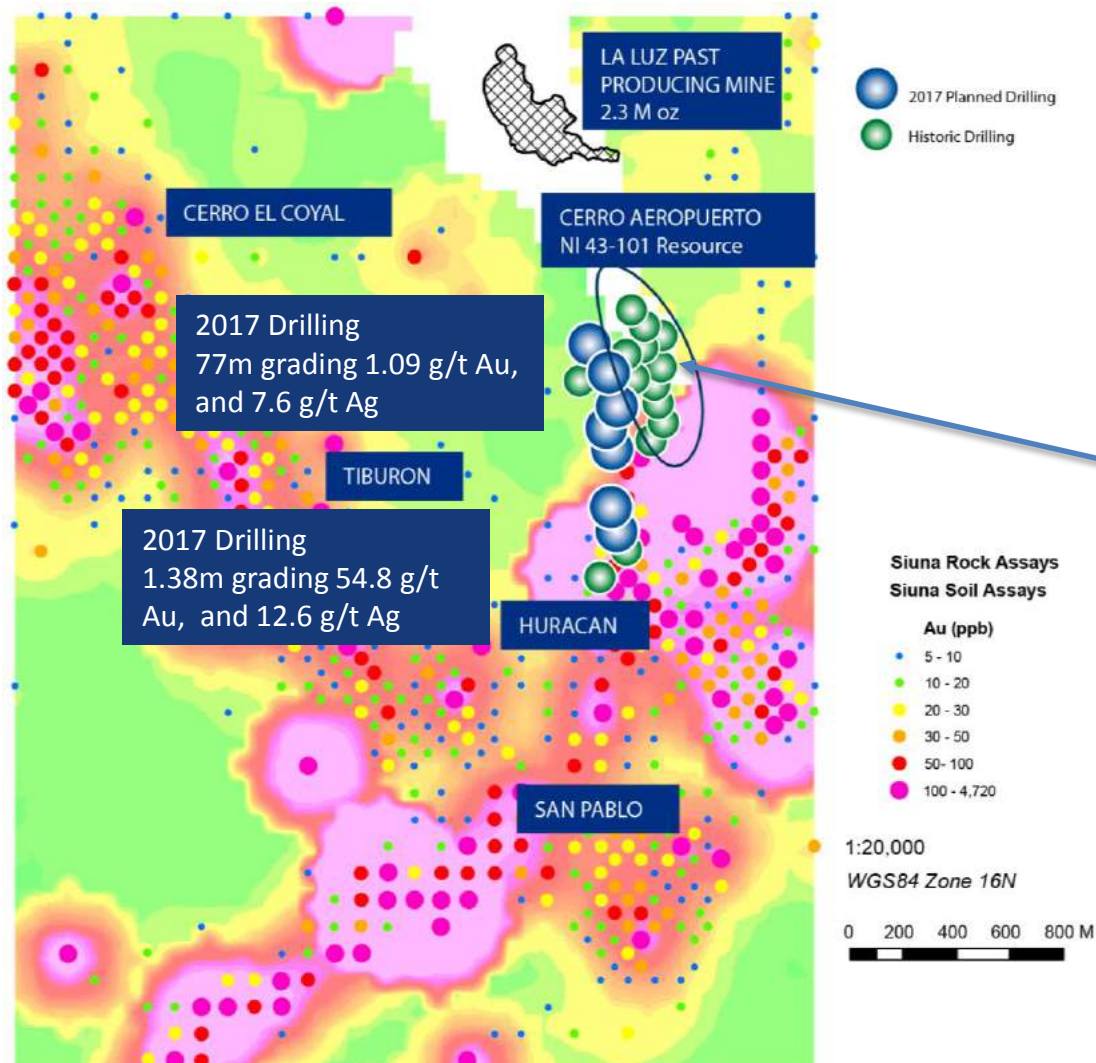 LA LUZ PAST
PRODUCING MINE
2.3 M oz
2017 Planned Drilling
Historic Drilling
CERRO EL COYAL
CERRO AEROPUERTO
NI 43-101 Resource
2017 Drilling
77m grading 1.09 g/t Au,
and 7.6 g/t Ag
TIBURON
2017 Drilling
1.38m grading 54.8 g/t
Au, and 12.6 g/t Ag
HURACAN
SAN PABLO
Siuna Rock Assays
Siuna Soil Assays
Au (ppb)
5 - 10
10 - 20
20 - 30
30 - 50
50- 100
100 - 4,720
1:20,000
WGS84 Zone 16N
0 200 400 600 800 M